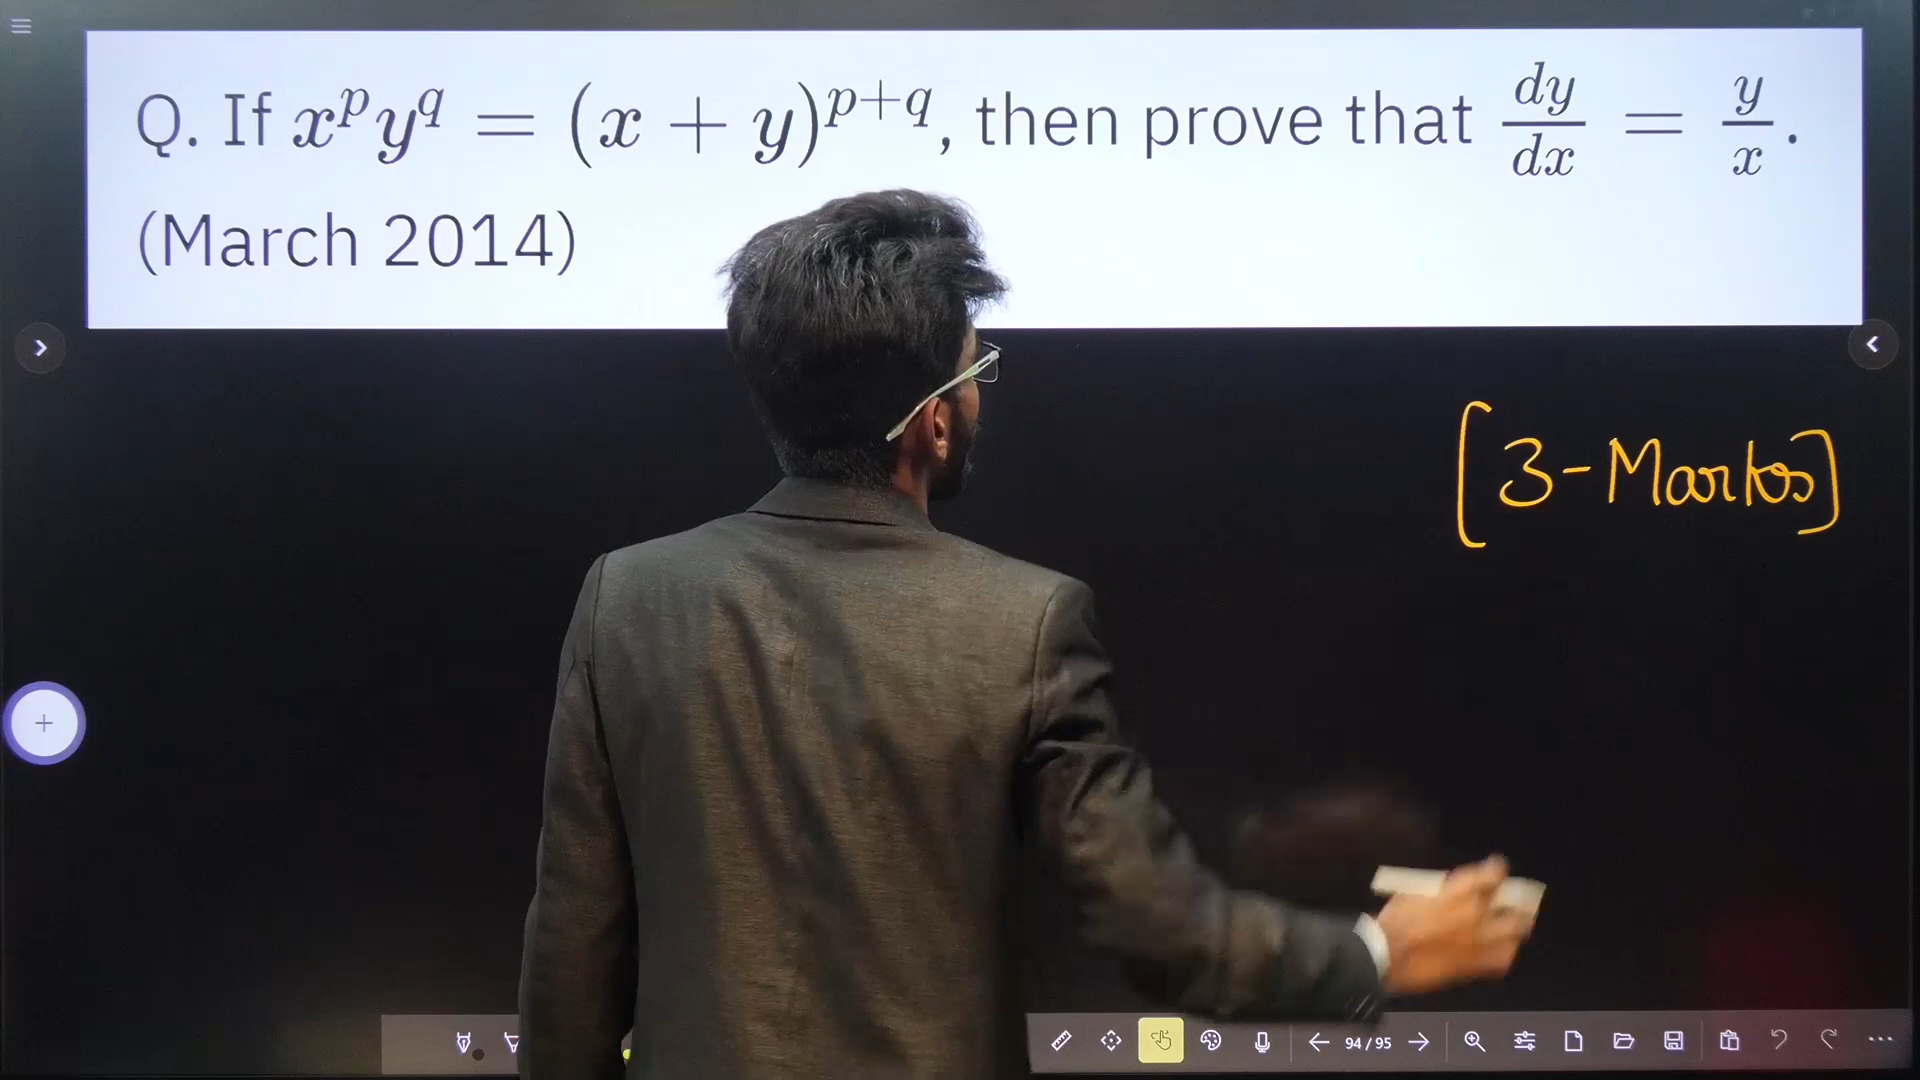 Q. If x^p y^q = (x + y)^{p+q}, then prove that dy/dx = y/x.
(March 2014)
[3-Marks]
94/95